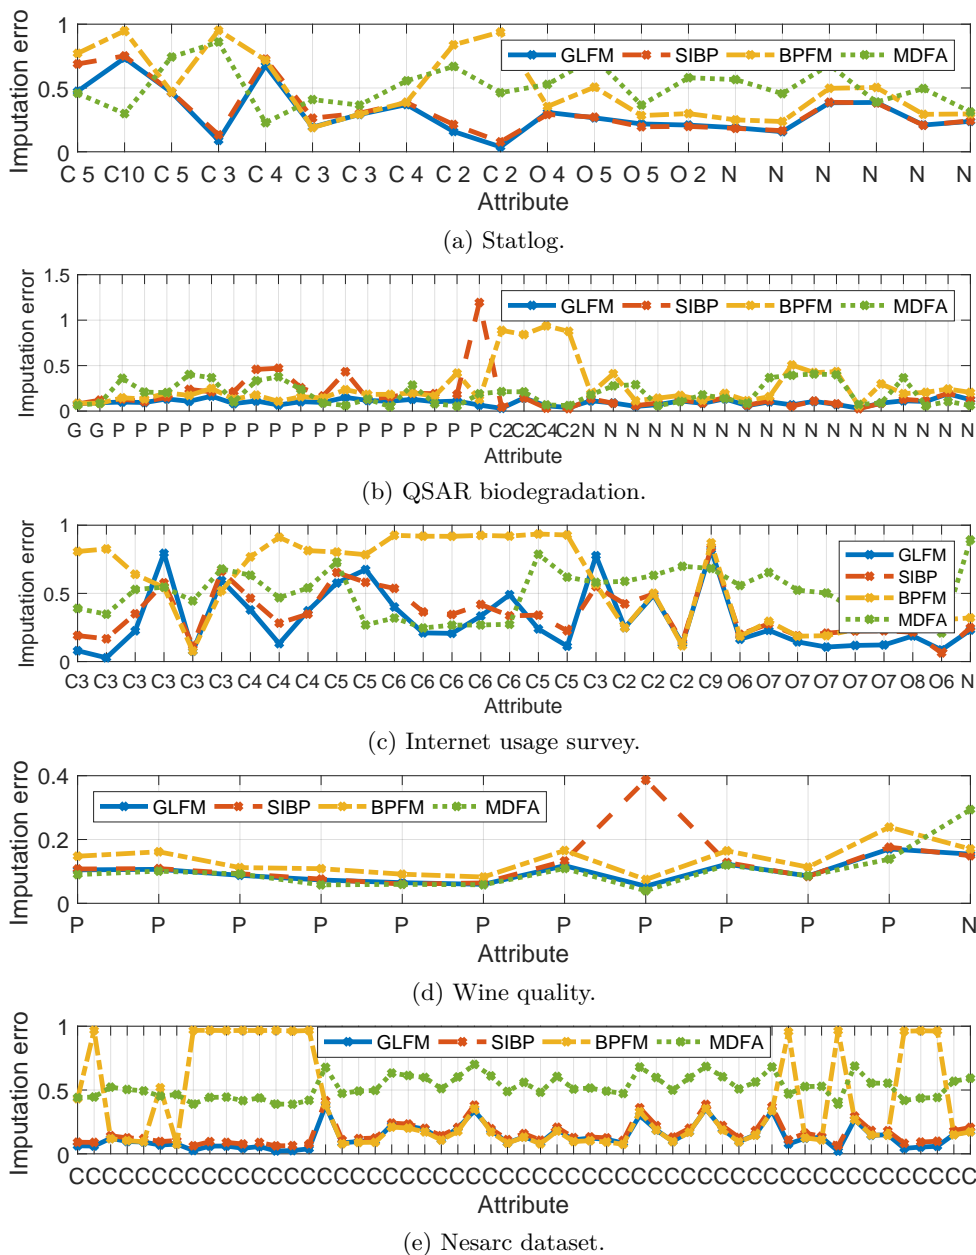 Imputation erro
1
0.5
0
GLFM SIBP BPFM MDFA
C 5 C10 C 5 C 3 C 4 C 3 C 3 C 4 C 2 C 2 O 4 O 5 O 5 O 2 N N N N N N
Attribute
(a) Statlog.
Imputation error
1.5
1
0.5
0
GLFM SIBP BPFM MDFA
G G P P P P P P P P P P P P P P P P P C2 C2 C4 C2 N N N N N N N N N N N N N N N N N N
Attribute
(b) QSAR biodegradation.
Imputation error
1
0.5
0
GLFM
SIBP
BPFM
MDFA
C3 C3 C3 C3 C3 C3 C4 C4 C4 C5 C5 C6 C6 C6 C6 C6 C5 C5 C3 C2 C2 C2 C9 O6 O7 O7 O7 O7 O7 O8 O6 N
Attribute
(c) Internet usage survey.
Imputation erro
0.4
0.2
0
GLFM SIBP BPFM MDFA
P P P P P P P P P P P N
Attribute
(d) Wine quality.
Imputation erro
1
0.5
0
GLFM SIBP BPFM MDFA
CCCCCCCCCCCCCCCCCCCCCCCCCCCCCCCCCCCCCCCCCCCCCCCCCCCCCCC
Attribute
(e) Nesarc dataset.